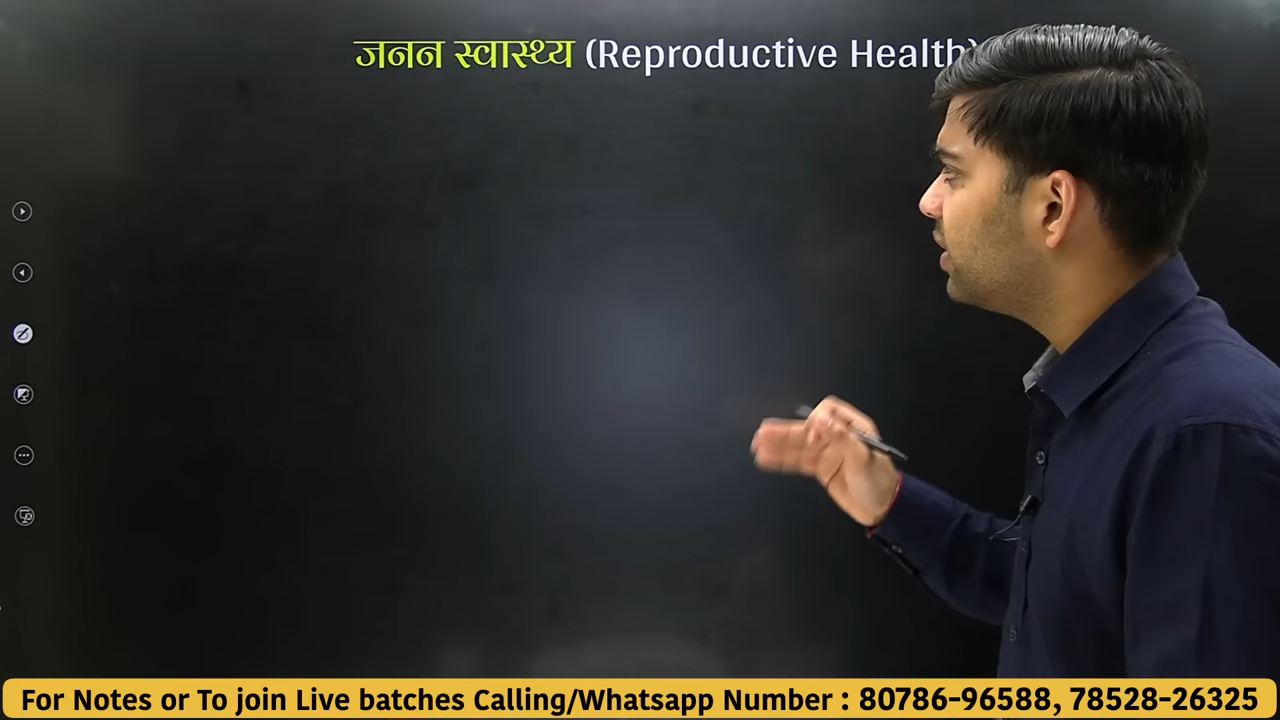 जनन स्वास्थ्य (Reproductive Health)
For Notes or To join Live batches Calling/Whatsapp Number : 80786-96588, 78528-26325